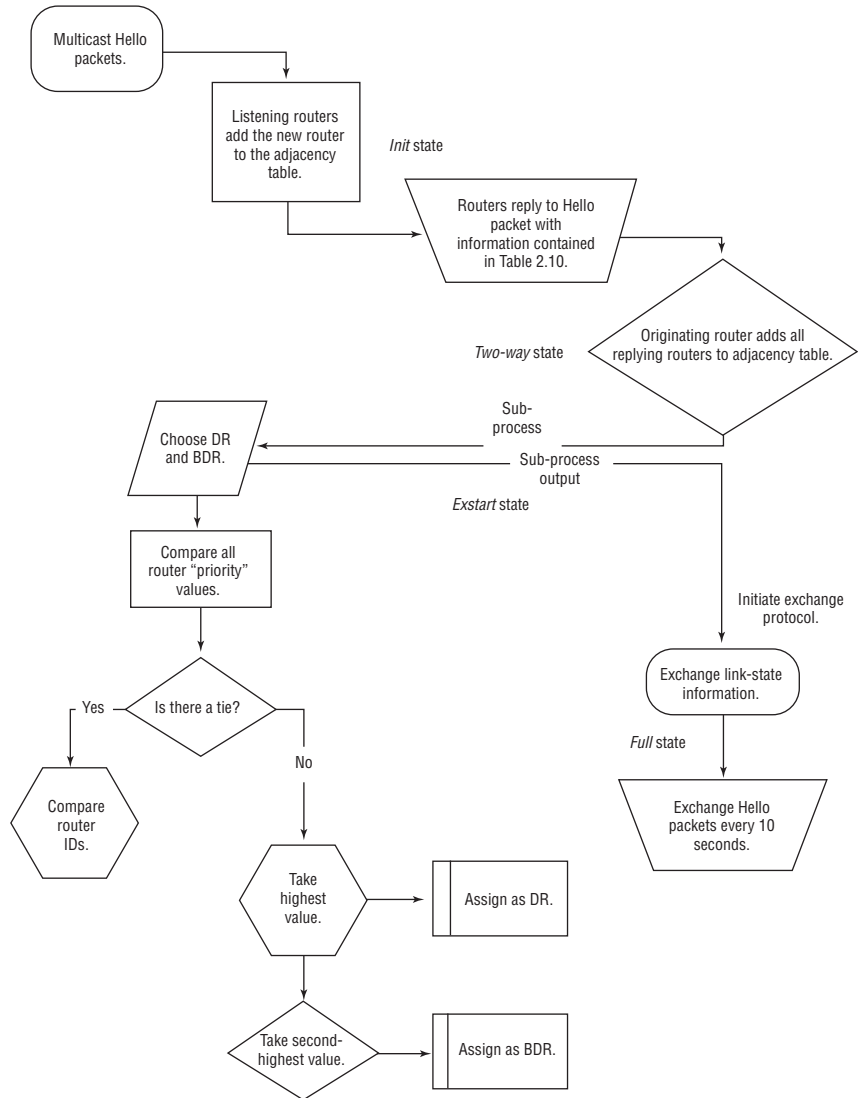 Multicast Hello
packets.
Listening routers
add the new router
to the adjacency
table.
Init state
Routers reply to Hello
packet with
information contained
in Table 2.10.
Two-way state
Originating router adds all
replying routers to adjacency table.
Sub-
process
Choose DR
and BDR.
Sub-process
output
Exstart state
Compare all
router “priority”
values.
Initiate exchange
protocol.
Exchange link-state
information.
Yes
Is there a tie?
No
Full state
Compare
router
IDs.
Exchange Hello
packets every 10
seconds.
Take
highest
value.
Assign as DR.
Take second-
highest value.
Assign as BDR.